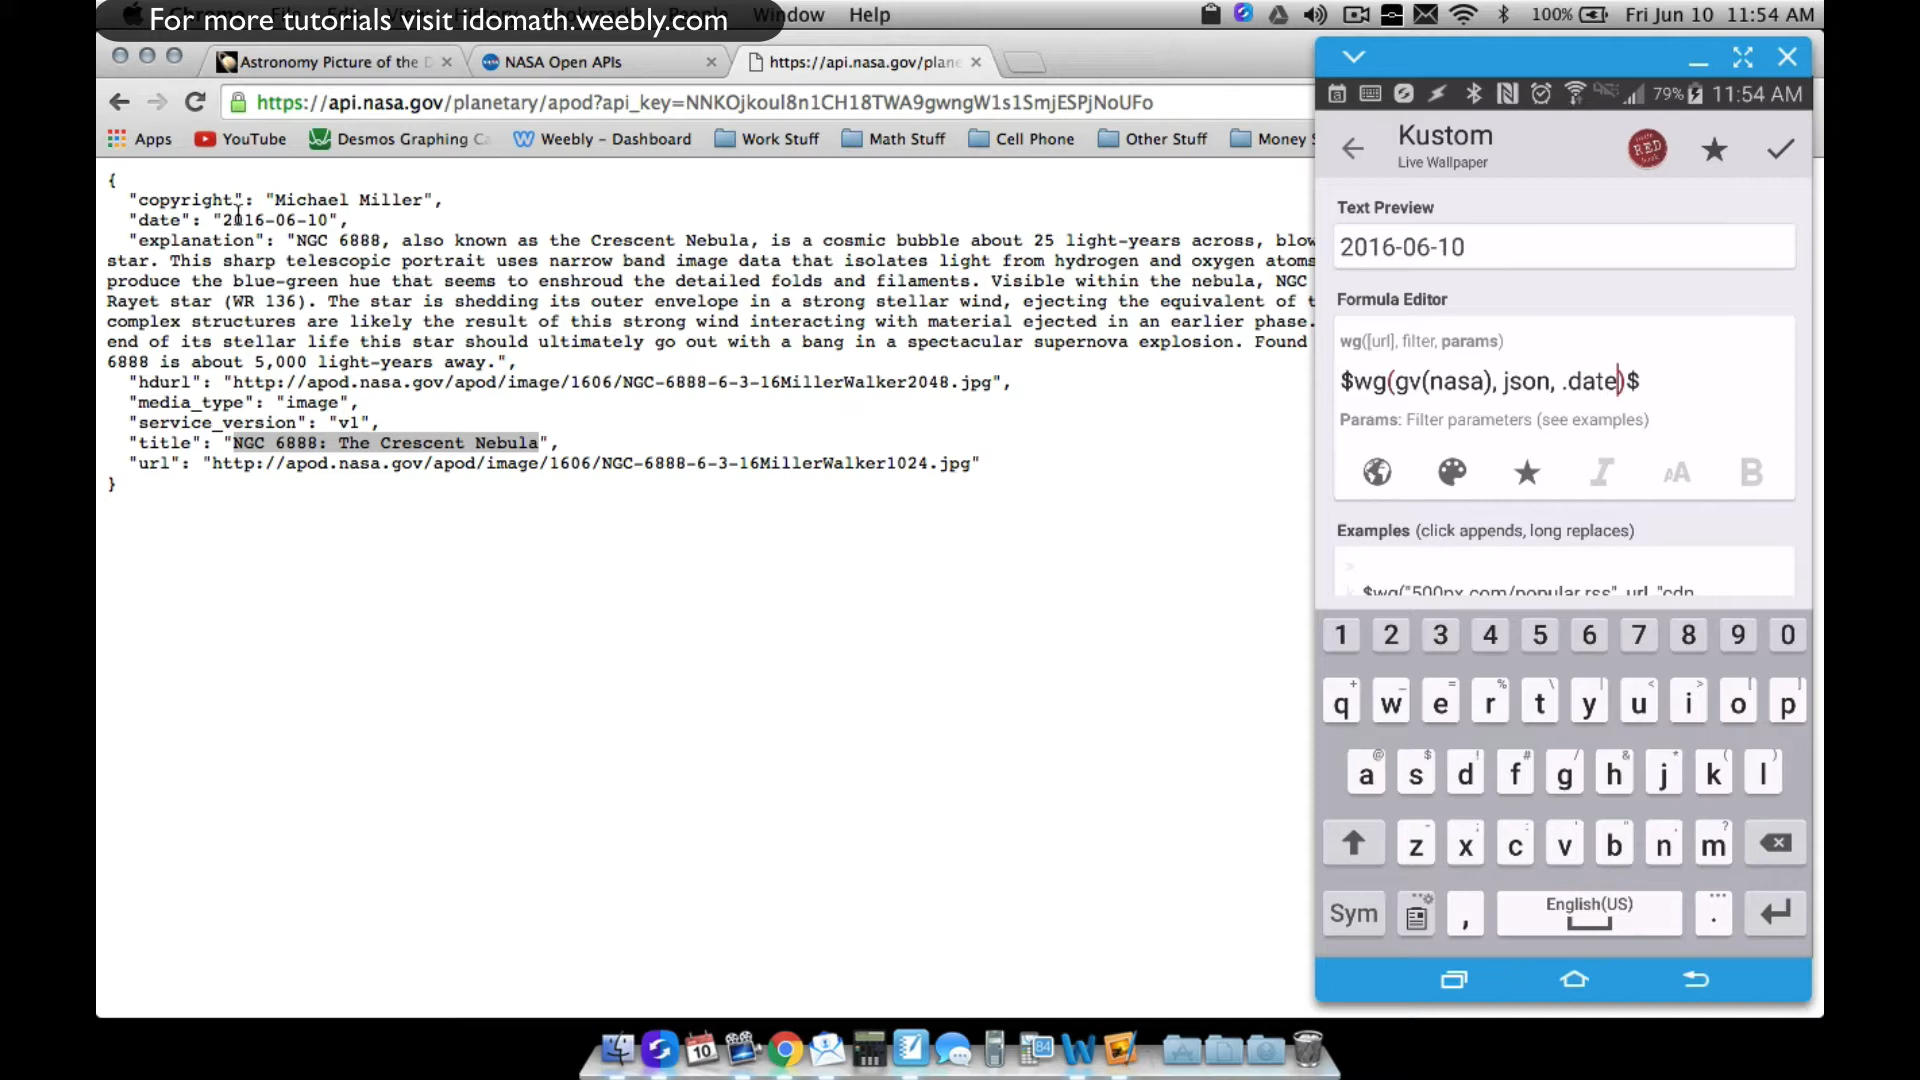 For more tutorials visit idomath.weebly.com
Window Help
100% Fri Jun 10 11:54 AM
Astronomy Picture of the D
NASA Open APIs
https://api.nasa.gov/plane
https://api.nasa.gov/planetary/apod?api_key=NNKOjkoul8n1CH18TWA9gwngW1s1SmjESPjNoUFo
Apps YouTube Desmos Graphing Ca Weebly - Dashboard Work Stuff Math Stuff Cell Phone Other Stuff Money S
{
"copyright": "Michael Miller",
"date": "2016-06-10",
"explanation": "NGC 6888, also known as the Crescent Nebula, is a cosmic bubble about 25 light-years across, blow
star. This sharp telescopic portrait uses narrow band image data that isolates light from hydrogen and oxygen atoms
produce the blue-green hue that seems to enshroud the detailed folds and filaments. Visible within the nebula, NGC
Rayet star (WR 136). The star is shedding its outer envelope in a strong stellar wind, ejecting the equivalent of t
complex structures are likely the result of this strong wind interacting with material ejected in an earlier phase.
end of its stellar life this star should ultimately go out with a bang in a spectacular supernova explosion. Found
6888 is about 5,000 light-years away.",
"hdurl": "http://apod.nasa.gov/apod/image/1606/NGC-6888-6-3-16MillerWalker2048.jpg",
"media_type": "image",
"service_version": "v1",
"title": "NGC 6888: The Crescent Nebula",
"url": "http://apod.nasa.gov/apod/image/1606/NGC-6888-6-3-16MillerWalker1024.jpg"
}
79% 11:54 AM
Kustom
Live Wallpaper
RED
Text Preview
2016-06-10
Formula Editor
wg([url], filter, params)
$wg(gv(nasa), json, .date)$
Params: Filter parameters (see examples)
I AA B
Examples (click appends, long replaces)
$wg("500px.com/popular.rss", url, "cdn
1 2 3 4 5 6 7 8 9 0
q w e r t y u i o p
a s d f g h j k l
z x c v b n m
Sym , English(US) .
10
84